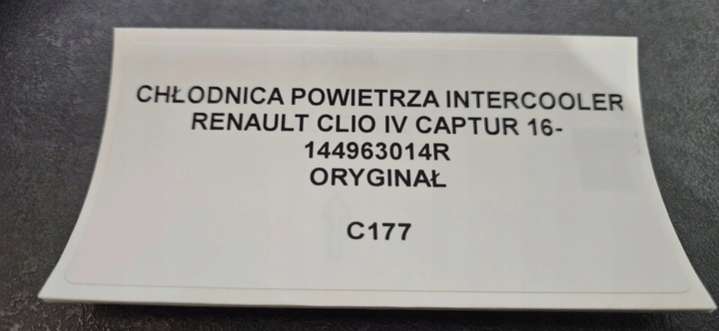 CHŁODNICA POWIETRZA INTERCOOLER
RENAULT CLIO IV CAPTUR 16-
144963014R
ORYGINAŁ
C177